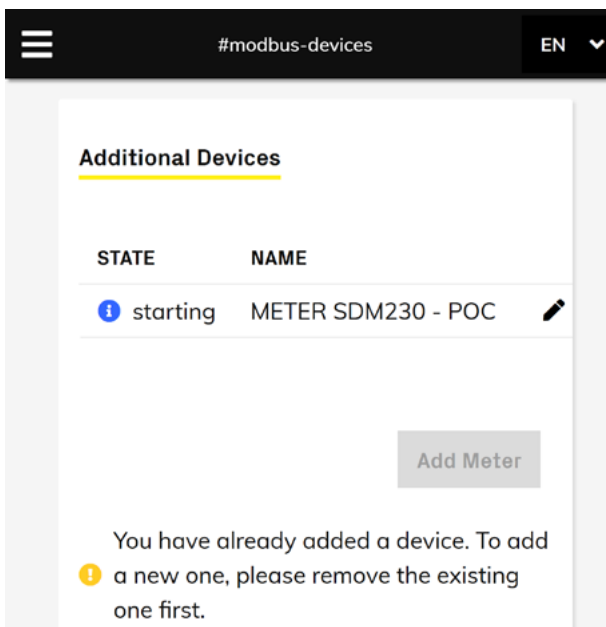 #modbus-devices EN
Additional Devices
STATE NAME
starting METER SDM230 - POC
Add Meter
You have already added a device. To add
a new one, please remove the existing
one first.